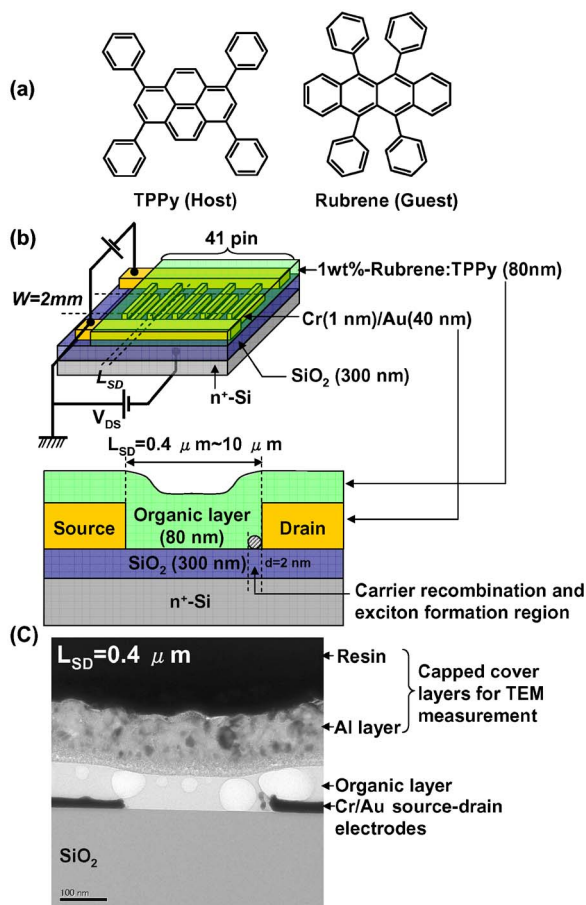 (a)
TPPy (Host)
Rubrene (Guest)
(b)
41 pin
W=2mm
1wt%-Rubrene:TPPy (80nm)
Cr(1 nm)/Au(40 nm)
SiO2 (300 nm)
n+-Si
LSD
VDS
LSD=0.4 μm~10 μm
Source
Organic layer
(80 nm)
Drain
SiO2 (300 nm)
d=2 nm
n+-Si
Carrier recombination and
exciton formation region
(C)
LSD=0.4 μm
Resin
Capped cover
layers for TEM
measurement
Al layer
Organic layer
Cr/Au source-drain
electrodes
SiO2
100 nm